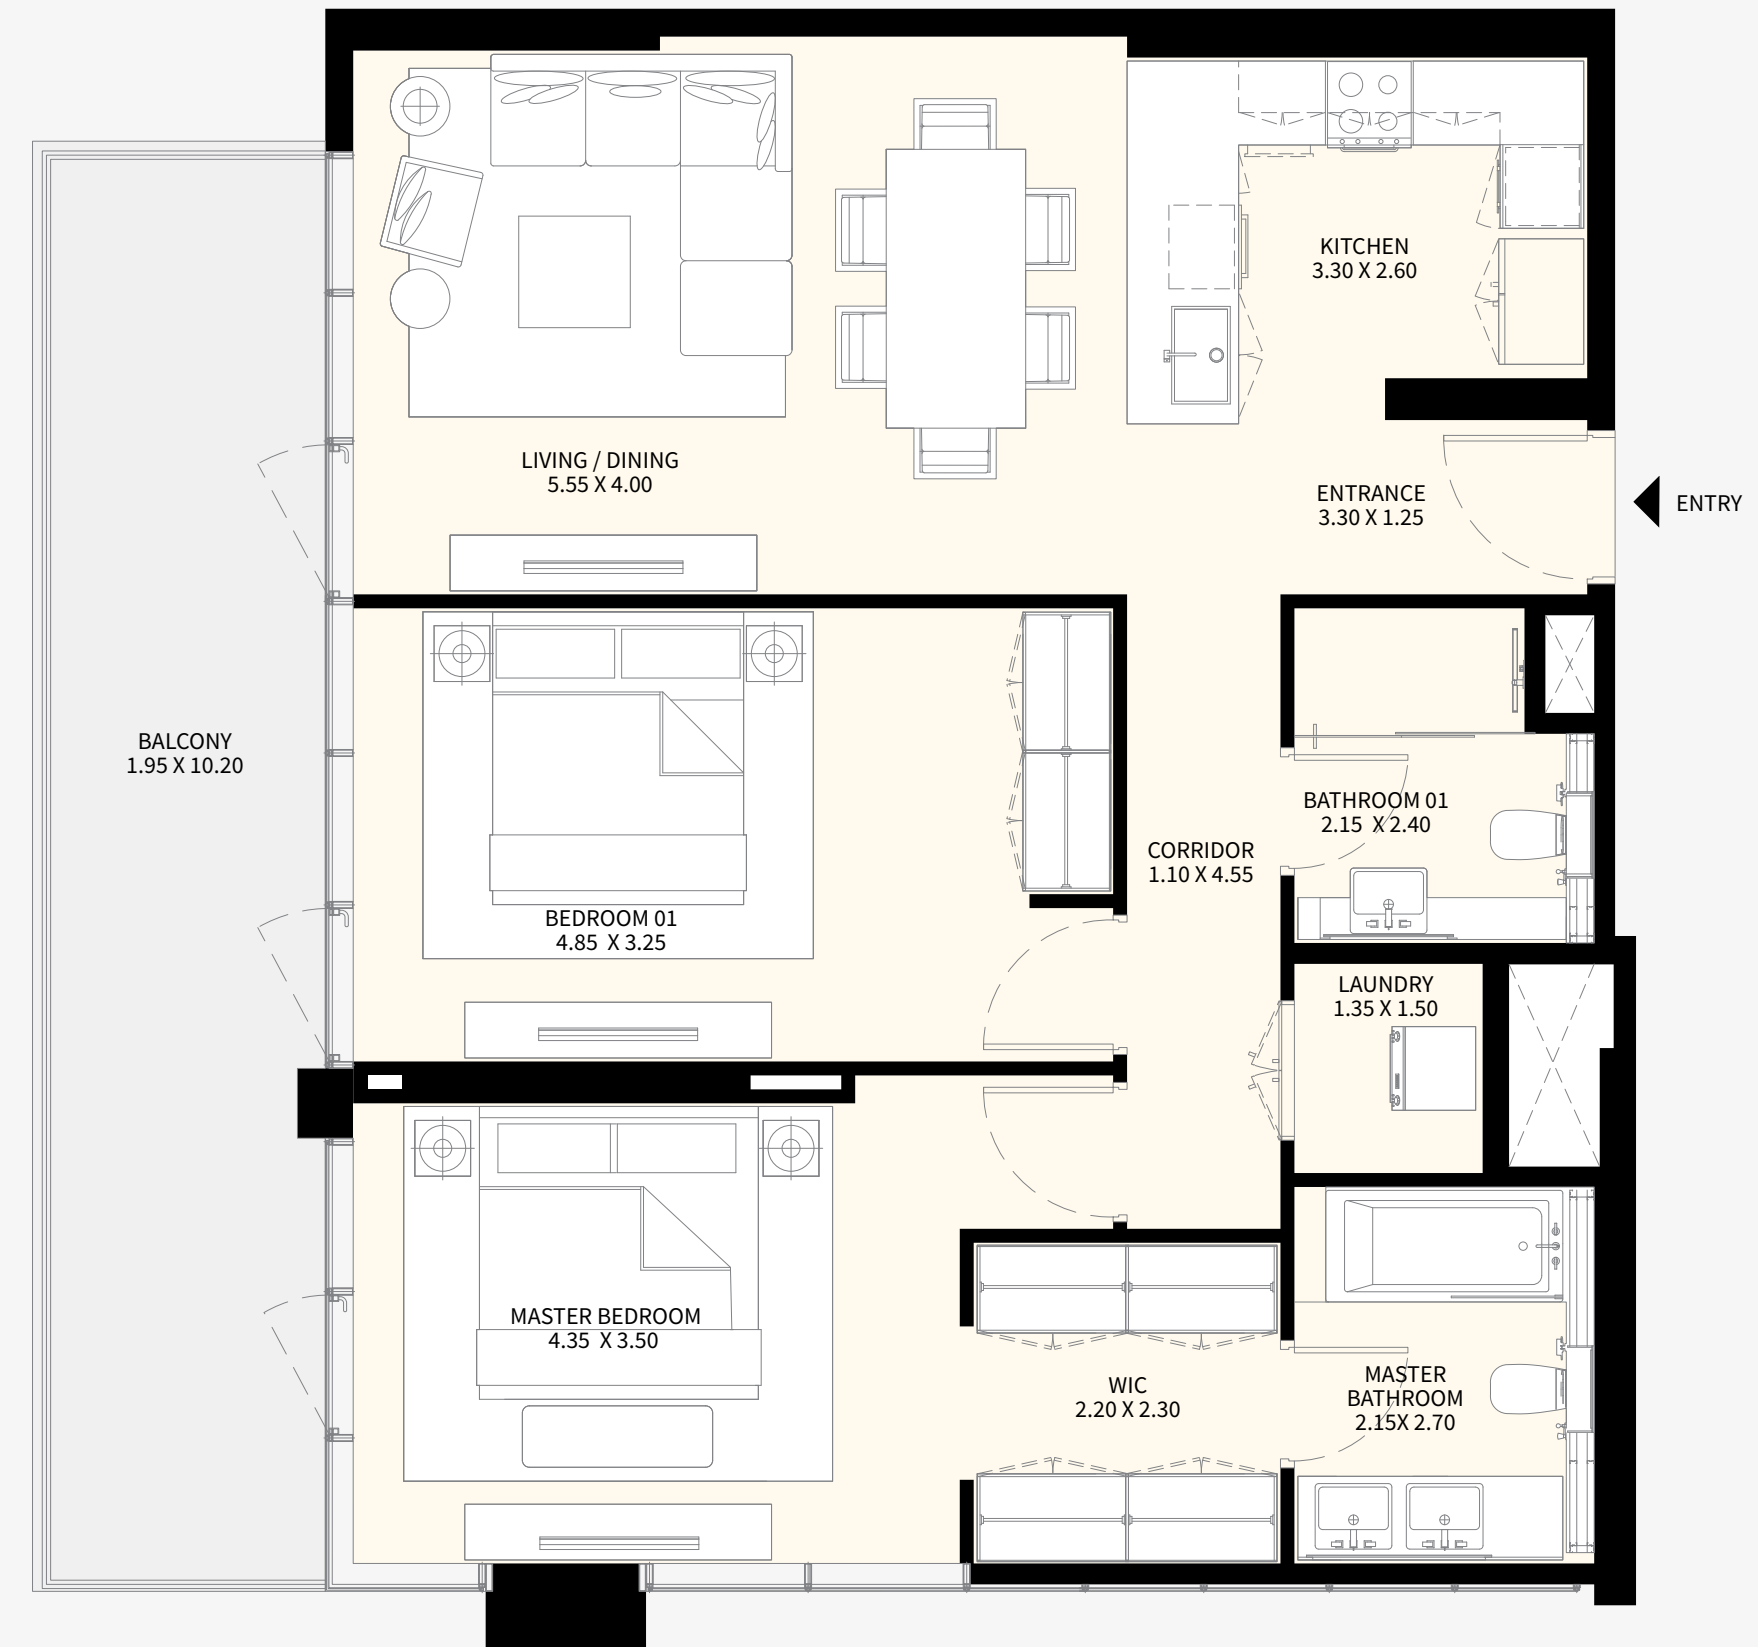 KITCHEN
3.30 X 2.60
LIVING / DINING
5.55 X 4.00
ENTRANCE
3.30 X 1.25
ENTRY
BALCONY
1.95 X 10.20
BEDROOM 01
4.85 X 3.25
CORRIDOR
1.10 X 4.55
BATHROOM 01
2.15 X 2.40
LAUNDRY
1.35 X 1.50
MASTER BEDROOM
4.35 X 3.50
WIC
2.20 X 2.30
MASTER
BATHROOM
2.15X 2.70